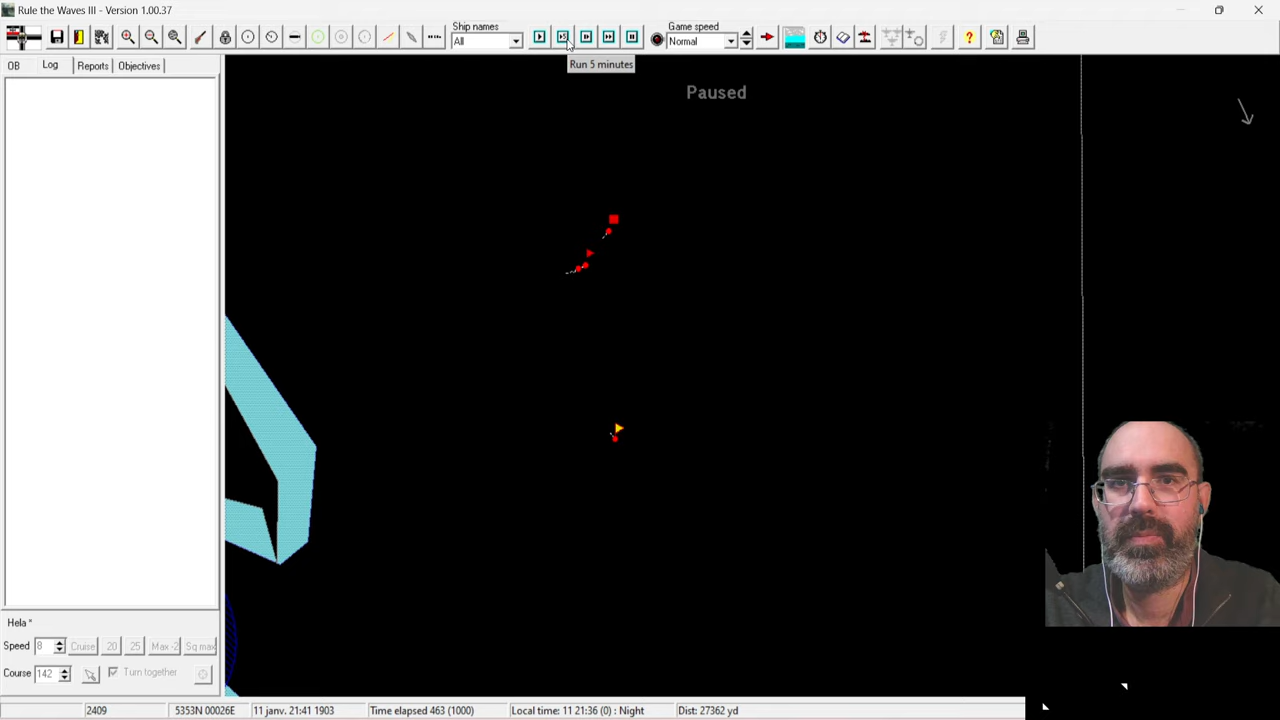 Rule the Waves III - Version 1.00.37
Ship names
Game speed
All
Normal
Run 5 minutes
OB
Log
Reports
Objectives
Paused
Hela *
Speed 8 Cruise 20 25 Max -2 Sq max
Course 142 Turn together
2409 5353N 00026E 11 janv. 21:41 1903 Time elapsed 463 (1000) Local time: 11 21:36 (0) : Night Dist: 27362 yd